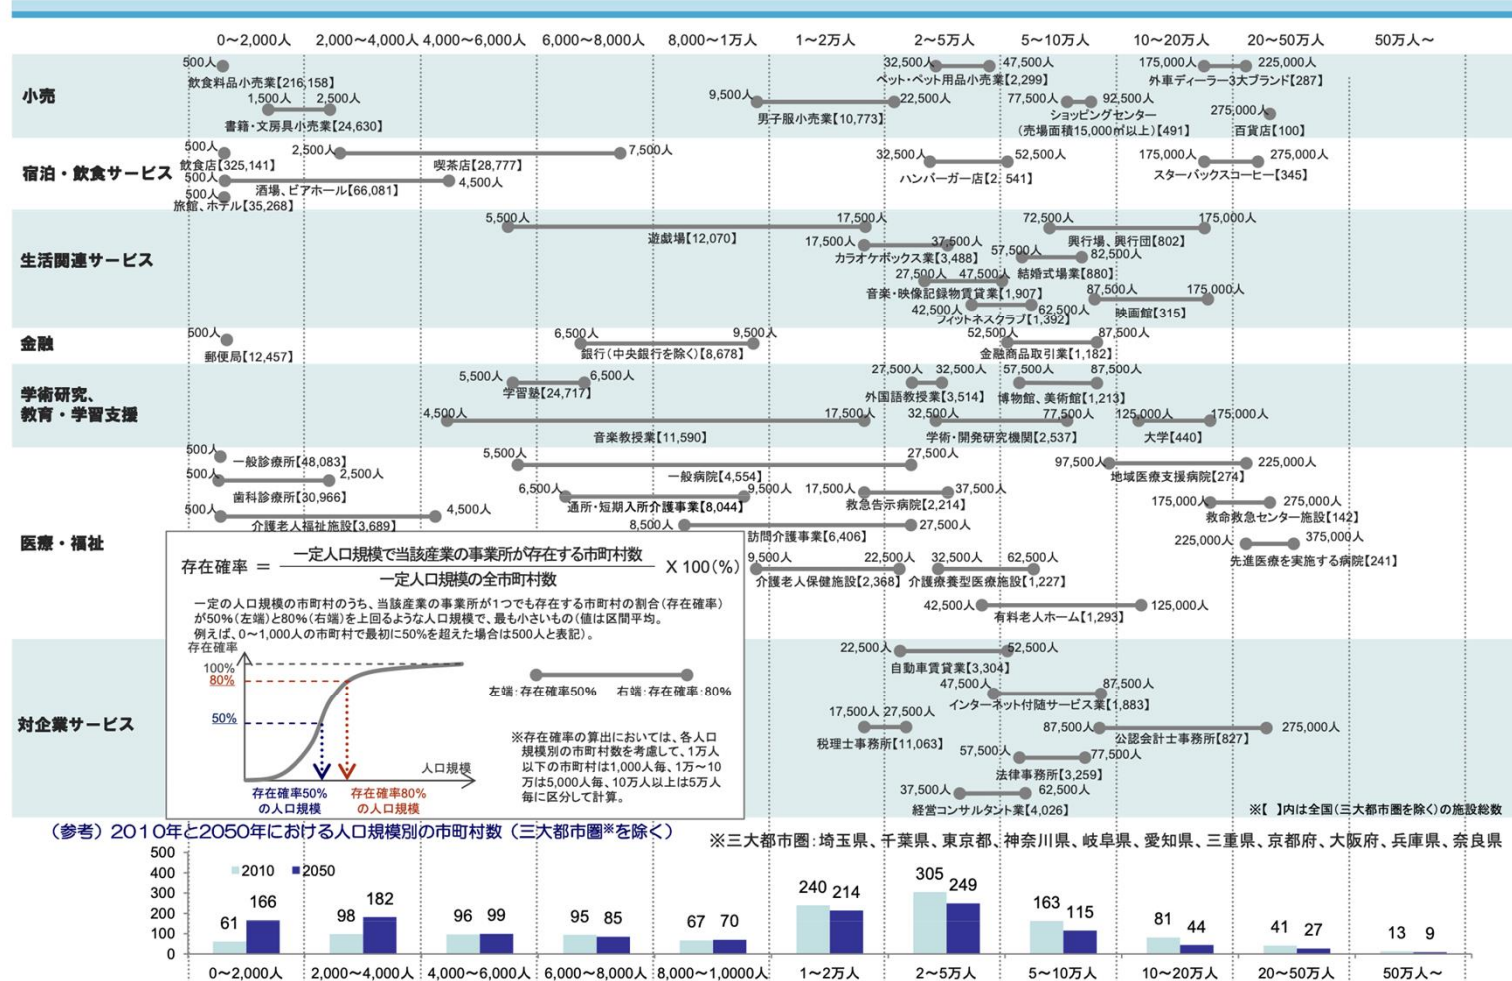 0～2,000人 2,000～4,000人 4,000～6,000人 6,000～8,000人 8,000～1万人 1～2万人 2～5万人 5～10万人 10～20万人 20～50万人 50万人～
小売
500人
飲食料品小売業【216,158】
1,500人 2,500人
書籍・文房具小売業【24,630】
9,500人 22,500人
男子服小売業【10,773】
32,500人 47,500人
ペット・ペット用品小売業【2,299】
77,500人 92,500人
ショッピングセンター
（売場面積15,000㎡以上）【491】
175,000人 225,000人
外車ディーラー3大ブランド【287】
275,000人
百貨店【100】
宿泊・飲食サービス
500人
飲食店【325,141】
2,500人 7,500人
喫茶店【28,777】
500人 4,500人
酒場、ビアホール【66,081】
500人
旅館、ホテル【35,268】
32,500人 52,500人
ハンバーガー店【2，541】
175,000人 275,000人
スターバックスコーヒー【345】
生活関連サービス
5,500人 17,500人
遊戯場【12,070】
17,500人 37,500人
カラオケボックス業【3,488】
27,500人 47,500人
音楽・映像記録物賃貸業【1,907】
42,500人 62,500人
フィットネスクラブ【1,392】
72,500人 175,000人
興行場、興行団【802】
57,500人 82,500人
結婚式場業【880】
87,500人 175,000人
映画館【315】
金融
500人
郵便局【12,457】
6,500人 9,500人
銀行（中央銀行を除く）【8,678】
52,500人 87,500人
金融商品取引業【1,182】
学術研究、
教育・学習支援
5,500人 6,500人
学習塾【24,717】
4,500人 17,500人
音楽教授業【11,590】
27,500人 32,500人
外国語教授業【3,514】
57,500人 87,500人
博物館、美術館【1,213】
32,500人 77,500人
学術・開発研究機関【2,537】
125,000人 175,000人
大学【440】
医療・福祉
500人
一般診療所【48,083】
500人 2,500人
歯科診療所【30,966】
500人 4,500人
介護老人福祉施設【3,689】
5,500人 27,500人
一般病院【4,554】
6,500人 9,500人
通所・短期入所介護事業【8,044】
17,500人 37,500人
救急告示病院【2,214】
8,500人 27,500人
訪問介護事業【6,406】
9,500人 22,500人
介護老人保健施設【2,368】
32,500人 62,500人
介護療養型医療施設【1,227】
42,500人 125,000人
有料老人ホーム【1,293】
97,500人 225,000人
地域医療支援病院【274】
175,000人 275,000人
救命救急センター施設【142】
225,000人 375,000人
先進医療を実施する病院【241】
対企業サービス
22,500人 52,500人
自動車賃貸業【3,304】
47,500人 87,500人
インターネット付随サービス業【1,883】
17,500人 27,500人
税理士事務所【11,063】
87,500人 275,000人
公認会計士事務所【827】
57,500人 77,500人
法律事務所【3,259】
37,500人 62,500人
経営コンサルタント業【4,026】
※【　】内は全国（三大都市圏を除く）の施設総数
存在確率 ＝ 一定人口規模で当該産業の事業所が存在する市町村数
一定人口規模の全市町村数
X 100（%）
一定の人口規模の市町村のうち、当該産業の事業所が1つでも存在する市町村の割合（存在確率）
が50%（左端）と80%（右端）を上回るような人口規模で、最も小さいもの（値は区間平均。
例えば、0～1,000人の市町村で最初に50%を超えた場合は500人と表記）。
存在確率
100%
80%
50%
人口規模
存在確率50%
の人口規模
存在確率80%
の人口規模
左端：存在確率50% 右端：存在確率：80%
※存在確率の算出においては、各人口
規模別の市町村数を考慮して、1万人
以下の市町村は1,000人毎、1万～10
万は5,000人毎、10万人以上は5万人
毎に区分して計算。
（参考）2010年と2050年における人口規模別の市町村数（三大都市圏※を除く）
※三大都市圏：埼玉県、千葉県、東京都、神奈川県、岐阜県、愛知県、三重県、京都府、大阪府、兵庫県、奈良県
500
400
300
200
100
0
2010 2050
61 166 98 182 96 99 95 85 67 70 240 214 305 249 163 115 81 44 41 27 13 9
0～2,000人 2,000～4,000人 4,000～6,000人 6,000～8,000人 8,000～1,0000人 1～2万人 2～5万人 5～10万人 10～20万人 20～50万人 50万人～